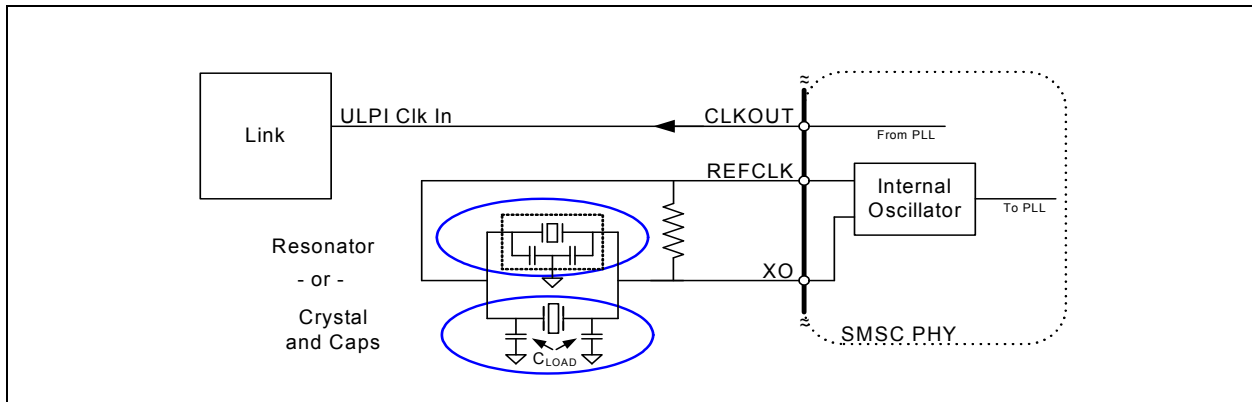 Link
ULPI Clk In
CLKOUT
From PLL
REFCLK
Internal
Oscillator
To PLL
Resonator
- or -
Crystal
and Caps
XO
CLOAD
SMSC PHY